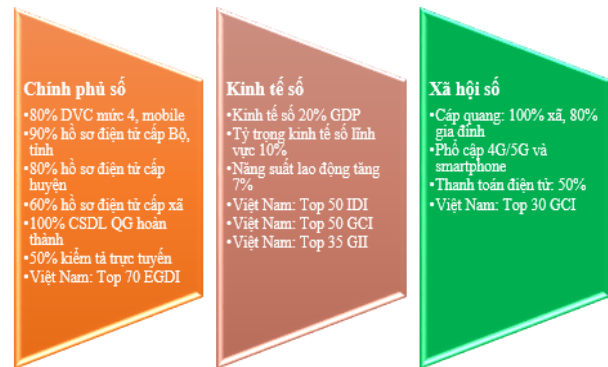 Chính phủ số
•80% DVC mức 4, mobile
•90% hồ sơ điện tử cấp Bộ,
tỉnh
•80% hồ sơ điện tử cấp
huyện
•60% hồ sơ điện tử cấp xã
•100% CSDL QG hoàn
thành
•50% kiểm tả trực tuyến
•Việt Nam: Top 70 EGDI
Kinh tế số
•Kinh tế số 20% GDP
•Tỷ trọng kinh tế số lĩnh
vực 10%
•Năng suất lao động tăng
7%
•Việt Nam: Top 50 IDI
•Việt Nam: Top 50 GCI
•Việt Nam: Top 35 GII
Xã hội số
•Cáp quang: 100% xã, 80%
gia đính
•Phổ cập 4G/5G và
smartphone
•Thanh toán điện tử: 50%
•Việt Nam: Top 30 GCI